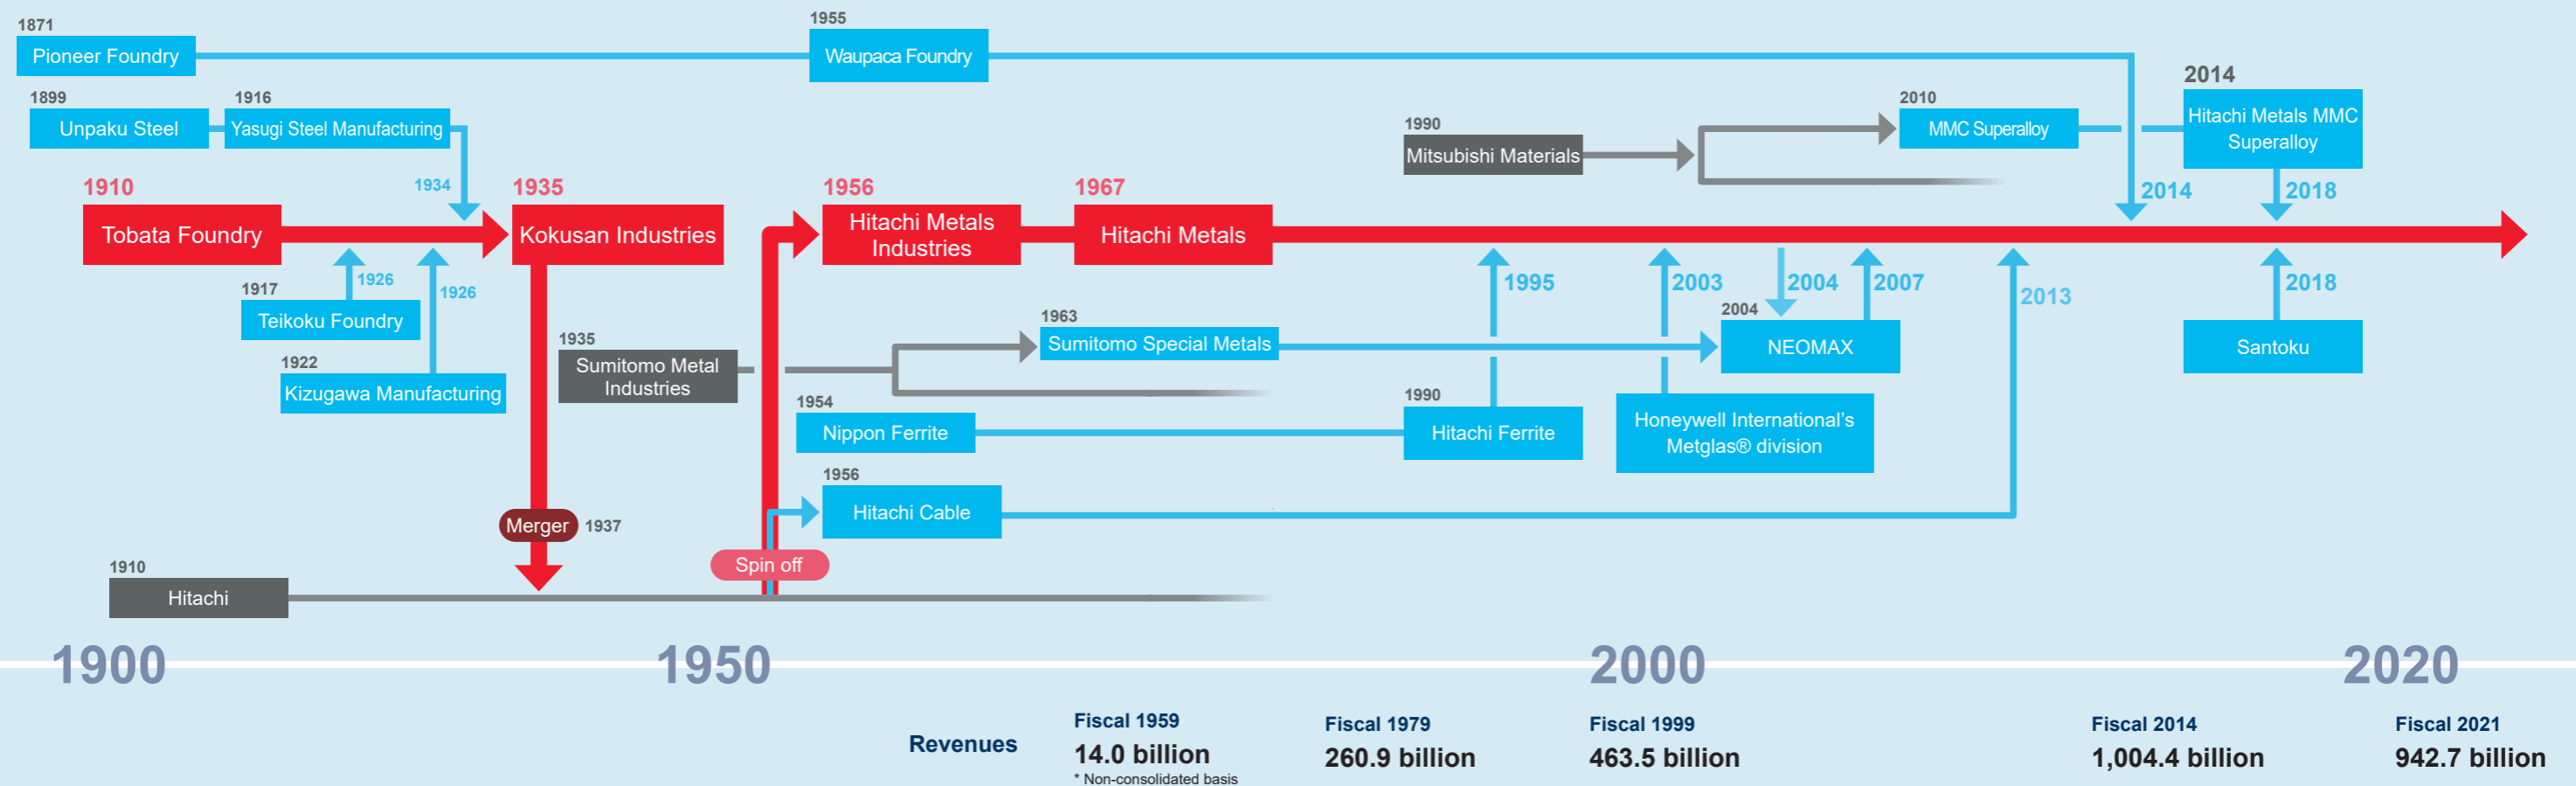 1871
Pioneer Foundry
1955
Waupaca Foundry
1899
Unpaku Steel
1916
Yasugi Steel Manufacturing
1934
1990
Mitsubishi Materials
2010
MMC Superalloy
2014
Hitachi Metals MMC
Superalloy
2014
2018
1910
Tobata Foundry
1935
Kokusan Industries
1956
Hitachi Metals
Industries
1967
Hitachi Metals
1926
1926
1917
Teikoku Foundry
1922
Kizugawa Manufacturing
1995
2003
2004
2007
2013
2018
1935
Sumitomo Metal
Industries
1963
Sumitomo Special Metals
2004
NEOMAX
Santoku
1954
Nippon Ferrite
1990
Hitachi Ferrite
Honeywell International's
Metglas® division
1956
Hitachi Cable
Merger
1937
Spin off
1910
Hitachi
1900
1950
2000
2020
Revenues
Fiscal 1959
14.0 billion
* Non-consolidated basis
Fiscal 1979
260.9 billion
Fiscal 1999
463.5 billion
Fiscal 2014
1,004.4 billion
Fiscal 2021
942.7 billion